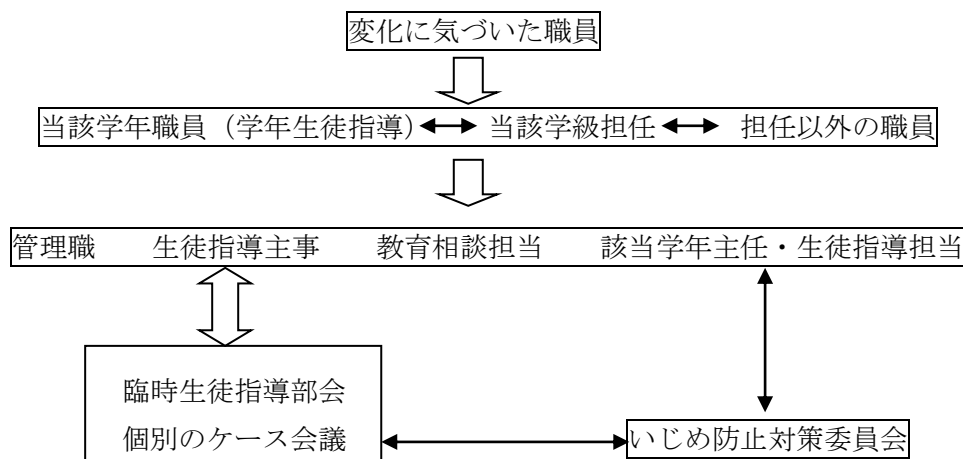 変化に気づいた職員
当該学年職員（学年生徒指導） 当該学級担任 担任以外の職員
管理職 生徒指導主事 教育相談担当 該当学年主任・生徒指導担当
臨時生徒指導部会
個別のケース会議
いじめ防止対策委員会